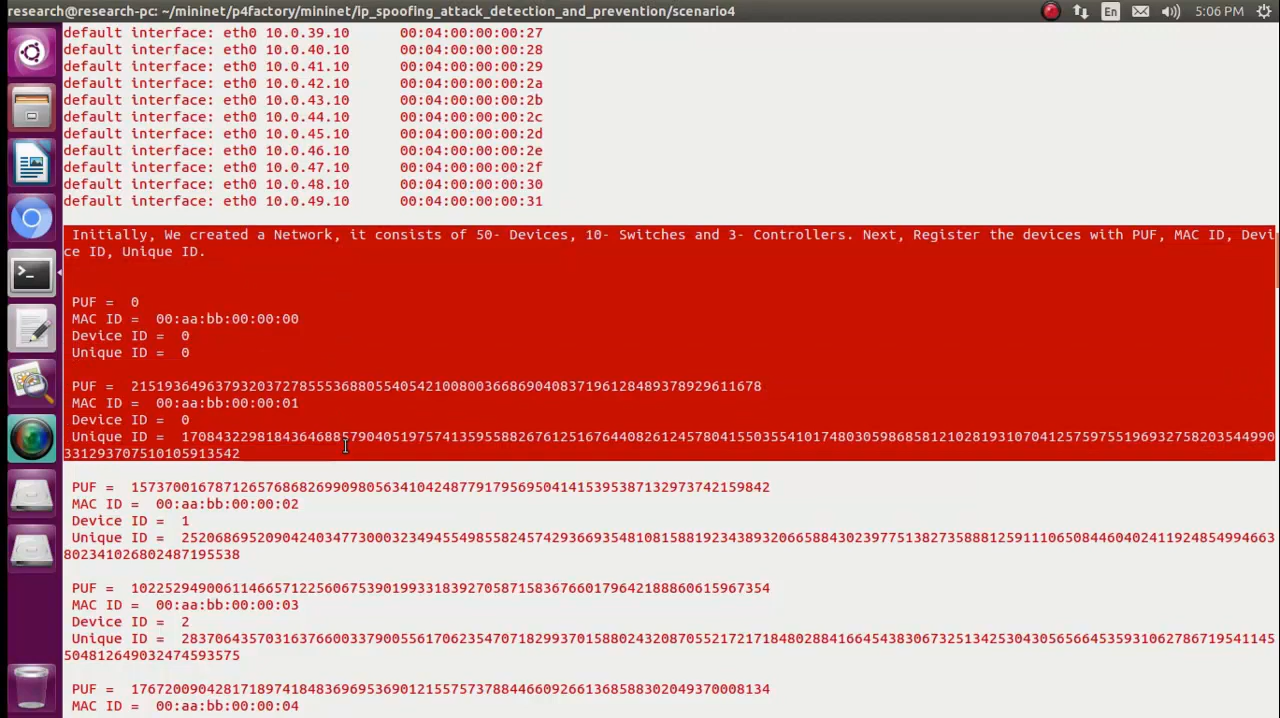 research@research-pc: ~/mininet/p4factory/mininet/ip_spoofing_attack_detection_and_prevention/scenario4
En
5:06 PM
default interface: eth0 10.0.39.10 00:04:00:00:00:27
default interface: eth0 10.0.40.10 00:04:00:00:00:28
default interface: eth0 10.0.41.10 00:04:00:00:00:29
default interface: eth0 10.0.42.10 00:04:00:00:00:2a
default interface: eth0 10.0.43.10 00:04:00:00:00:2b
default interface: eth0 10.0.44.10 00:04:00:00:00:2c
default interface: eth0 10.0.45.10 00:04:00:00:00:2d
default interface: eth0 10.0.46.10 00:04:00:00:00:2e
default interface: eth0 10.0.47.10 00:04:00:00:00:2f
default interface: eth0 10.0.48.10 00:04:00:00:00:30
default interface: eth0 10.0.49.10 00:04:00:00:00:31
Initially, We created a Network, it consists of 50- Devices, 10- Switches and 3- Controllers. Next, Register the devices with PUF, MAC ID, Devi
ce ID, Unique ID.
PUF = 0
MAC ID = 00:aa:bb:00:00:00
Device ID = 0
Unique ID = 0
PUF = 215193649637932037278555368805540542100800366869040837196128489378929611678
MAC ID = 00:aa:bb:00:00:01
Device ID = 0
Unique ID = 1708432298184364688579040519757413595588267612516764408261245780415503554101748030598685812102819310704125759755196932758203544990
331293707510105913542
PUF = 1573700167871265768682699098056341042487791795695041415395387132973742159842
MAC ID = 00:aa:bb:00:00:02
Device ID = 1
Unique ID = 2520686952090424034773000323494554985582457429366935481081588192343893206658843023977513827358881259111065084460402411924854994663
802341026802487195538
PUF = 1022529490061146657122560675390199331839270587158367660179642188860615967354
MAC ID = 00:aa:bb:00:00:03
Device ID = 2
Unique ID = 2837064357031637660033790055617062354707182993701588024320870552172171848028841664543830673251342530430565664535931062786719541145
504812649032474593575
PUF = 1767200904281718974184836969536901215575737884466092661368588302049370008134
MAC ID = 00:aa:bb:00:00:04